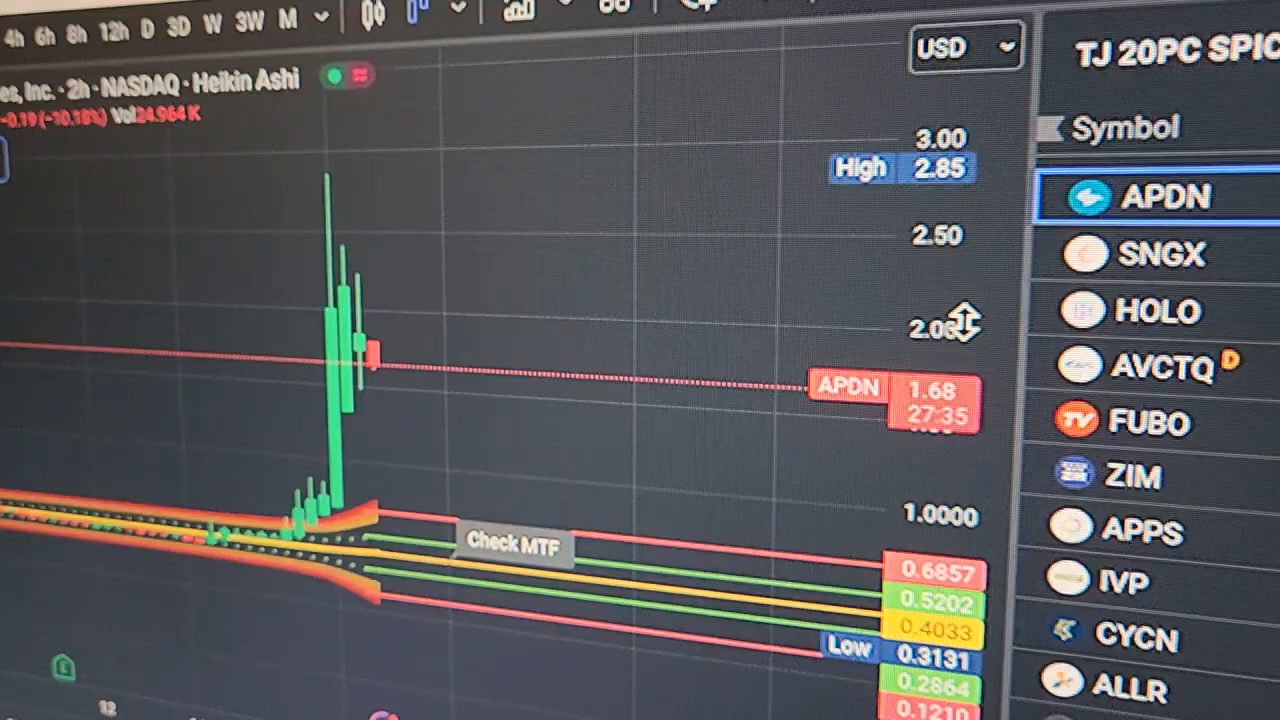 4h 6h 8h 12h D 3D W 3W M
es, Inc. · 2h · NASDAQ · Heikin Ashi
−0.19 (−10.18%) Vol24.964 K
USD
3.00
High 2.85
2.50
APDN 1.68
27:35
1.0000
Check MTF
0.6857
0.5202
0.4033
Low 0.3131
0.2864
0.1210
E
12
TJ 20PC SPIC
Symbol
APDN
SNGX
HOLO
AVCTQ D
FUBO
ZIM
APPS
IVP
CYCN
ALLR